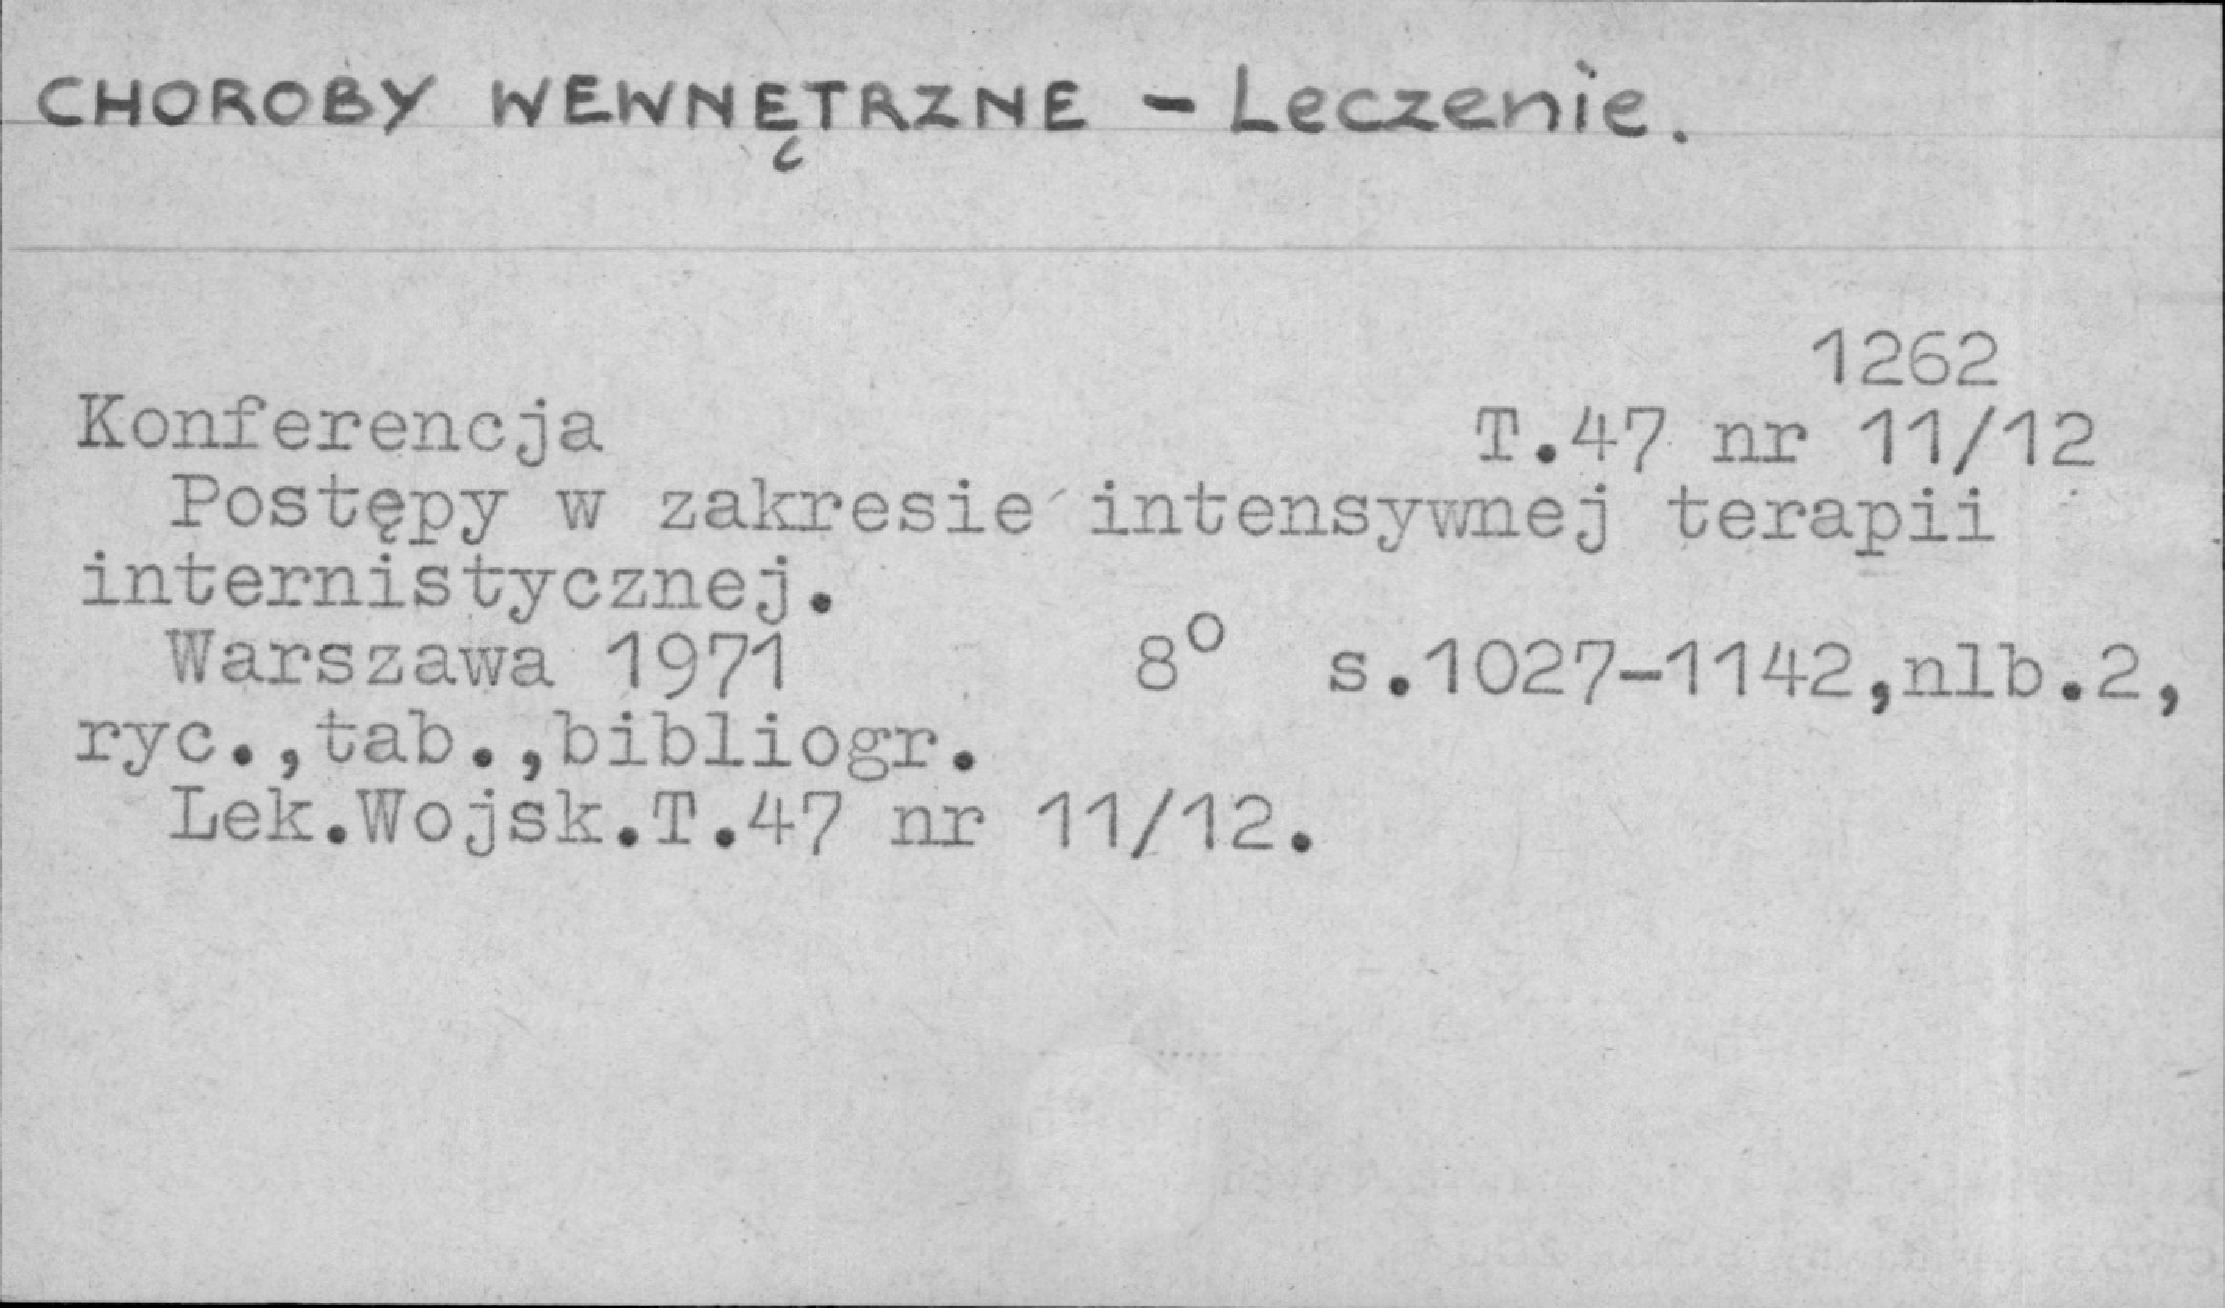 CHOROBY WEWNĘTRZNE - Leczenie.
1262
Konferencja T.47 nr 11/12
Postępy w zakresie intensywnej terapii
internistycznej.
Warszawa 1971 8° s.1027-1142,nlb.2,
ryc.,tab.,bibliogr.
Lek.Wojsk.T.47 nr 11/12.